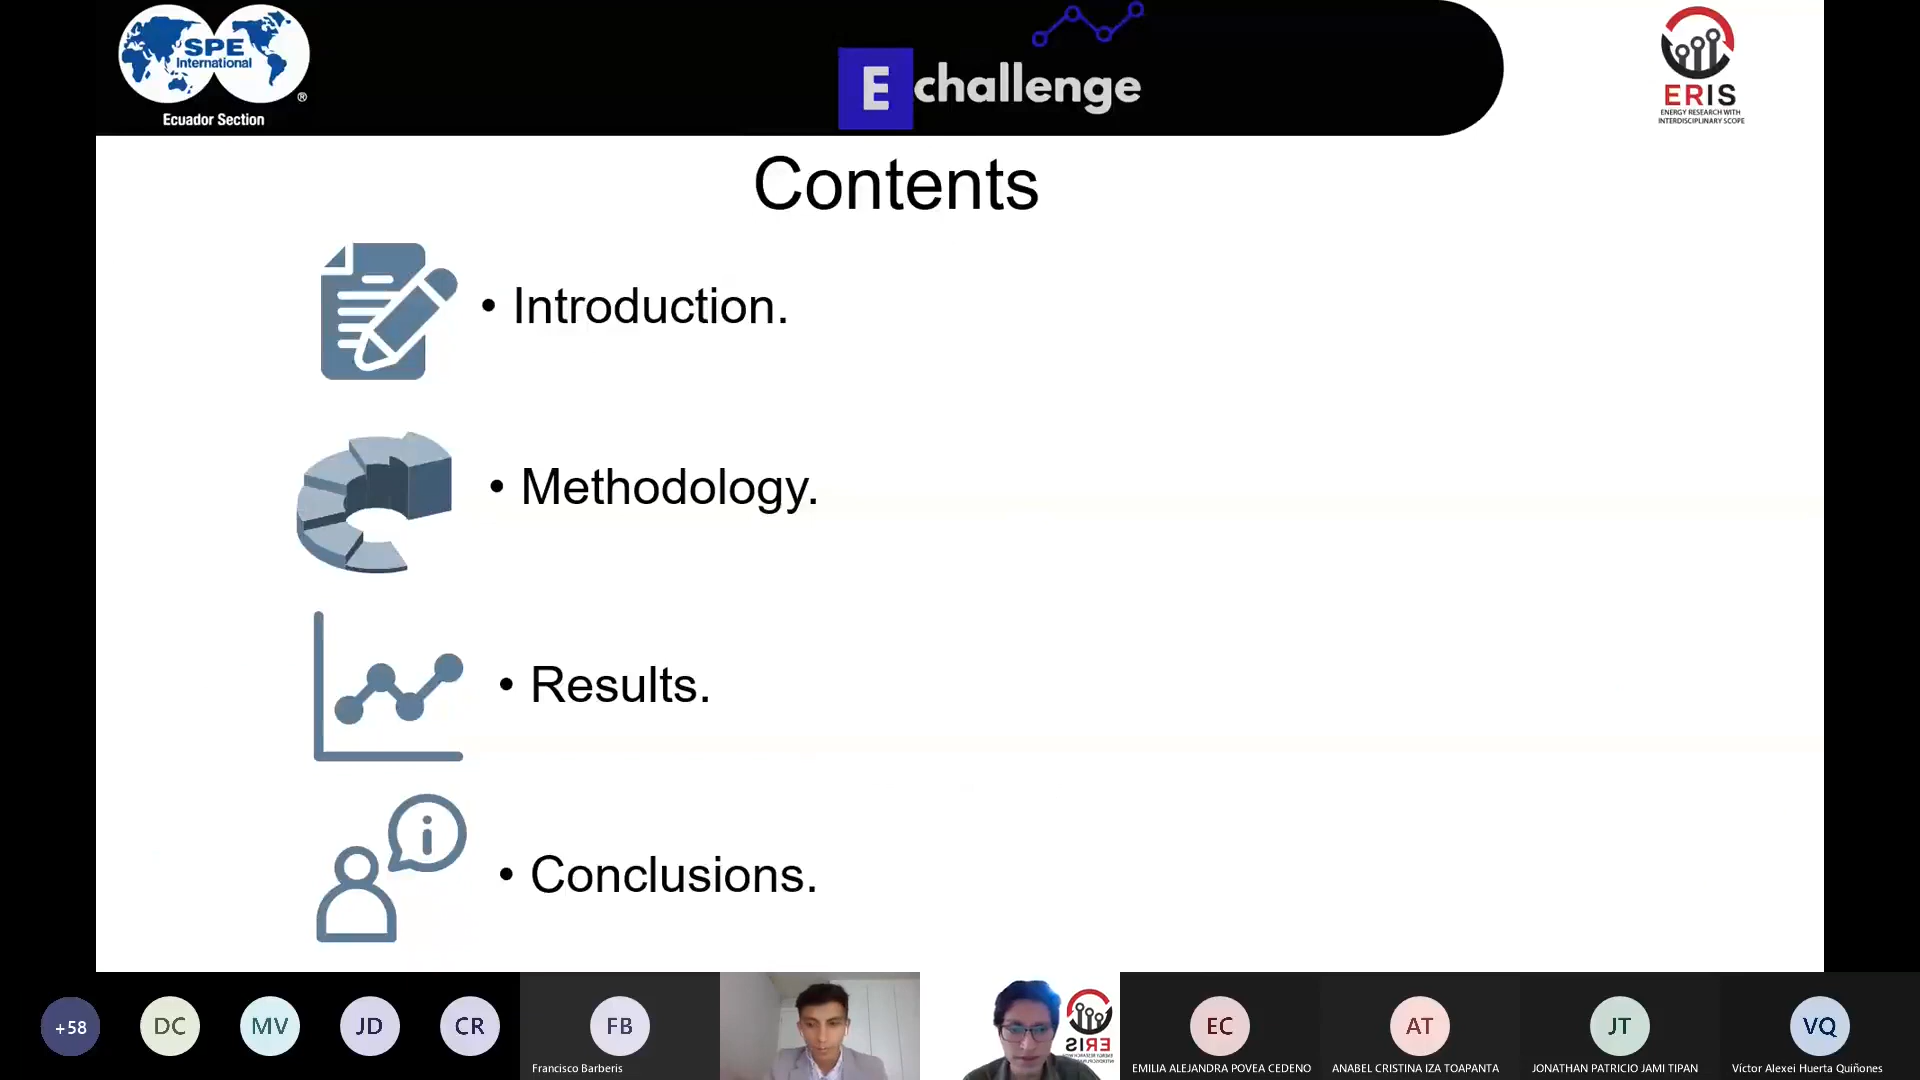 SPE
International
®
Ecuador Section
E challenge
ERIS
ENERGY RESEARCH WITH
INTERDISCIPLINARY SCOPE
Contents
• Introduction.
• Methodology.
• Results.
i
• Conclusions.
+58
DC
MV
JD
CR
FB
Francisco Barberis
ERIS
EC
EMILIA ALEJANDRA POVEA CEDENO
AT
ANABEL CRISTINA IZA TOAPANTA
JT
JONATHAN PATRICIO JAMI TIPAN
VQ
Víctor Alexei Huerta Quiñones